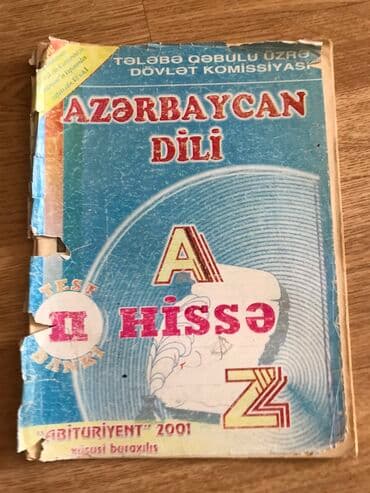 TƏLƏBƏ QƏBULU ÜZRƏ
DÖVLƏT KOMİSSİYASI
AZƏRBAYCAN
DİLİ
A
TEST
II HİSSƏ
BANKI
Z
"ABİTURİYENT" 2001
xüsusi buraxılış